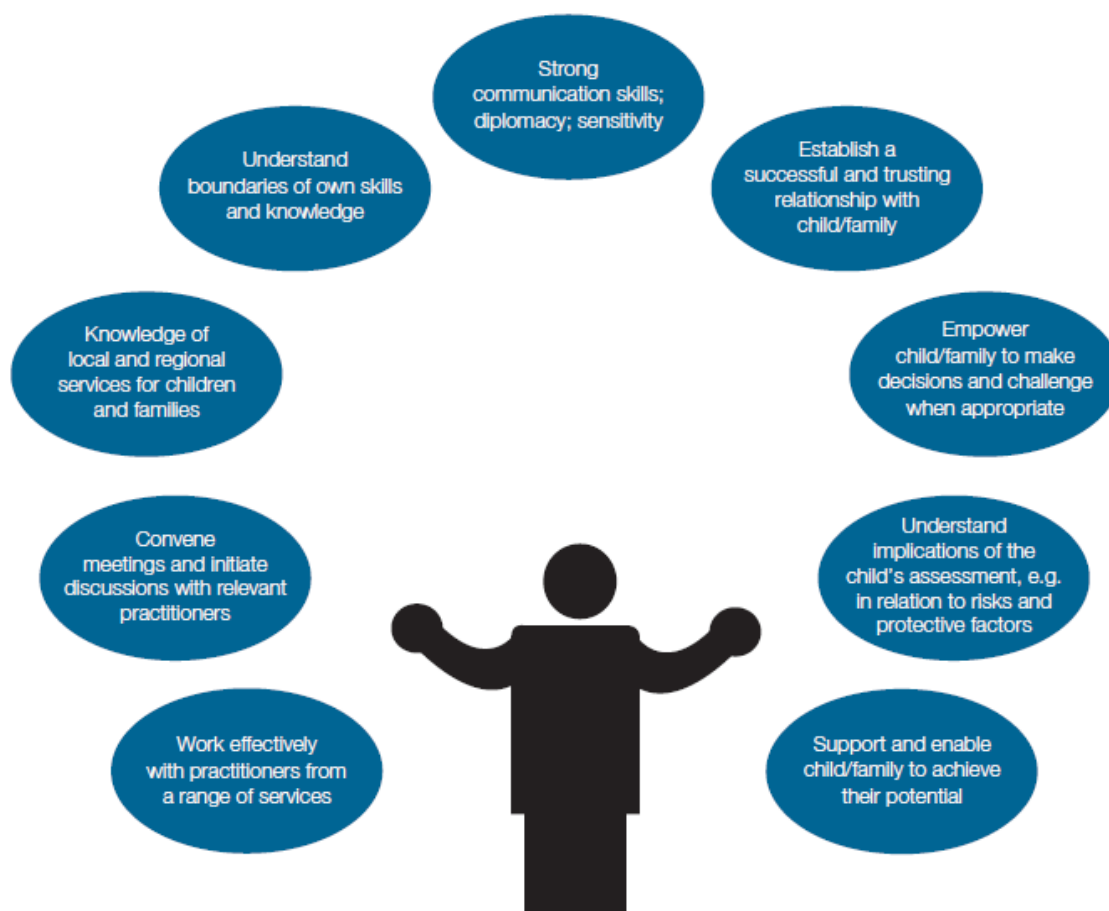 Strong
communication skills;
diplomacy; sensitivity
Understand
boundaries of own skills
and knowledge
Establish a
successful and trusting
relationship with
child/family
Knowledge of
local and regional
services for children
and families
Empower
child/family to make
decisions and challenge
when appropriate
Convene
meetings and initiate
discussions with relevant
practitioners
Understand
implications of the
child's assessment, e.g.
in relation to risks and
protective factors
Work effectively
with practitioners from
a range of services
Support and enable
child/family to achieve
their potential